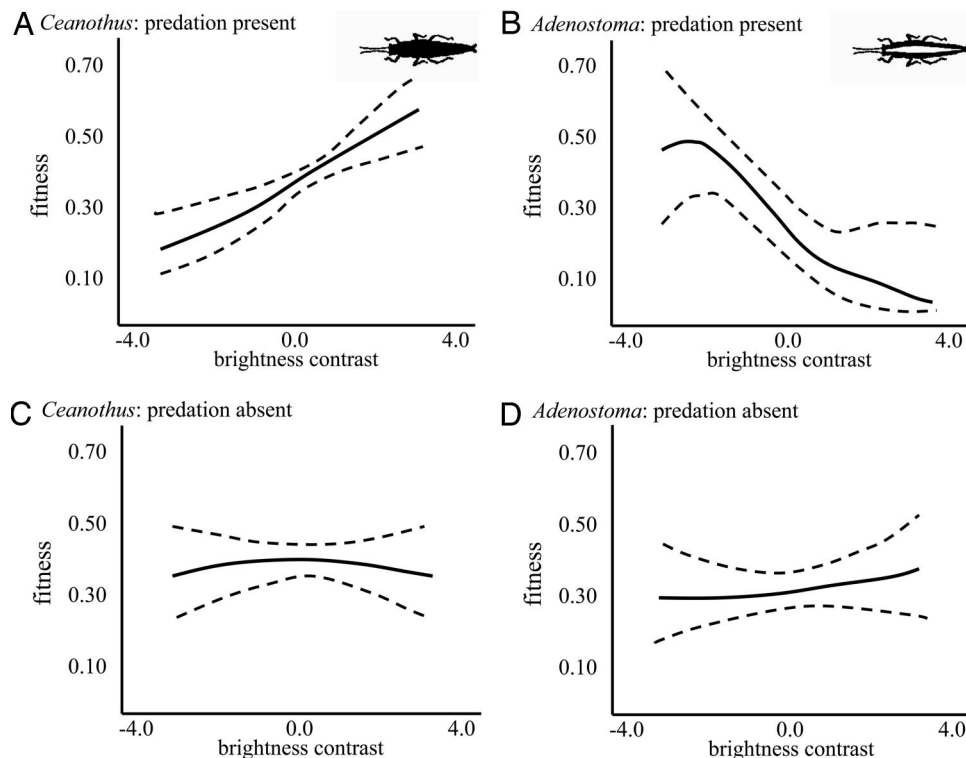 A Ceanothus: predation present
0.70
0.50
0.30
0.10
fitness
-4.0 0.0 4.0
brightness contrast
B Adenostoma: predation present
0.70
0.50
0.30
0.10
fitness
-4.0 0.0 4.0
brightness contrast
C Ceanothus: predation absent
0.70
0.50
0.30
0.10
fitness
-4.0 0.0 4.0
brightness contrast
D Adenostoma: predation absent
0.70
0.50
0.30
0.10
fitness
-4.0 0.0 4.0
brightness contrast